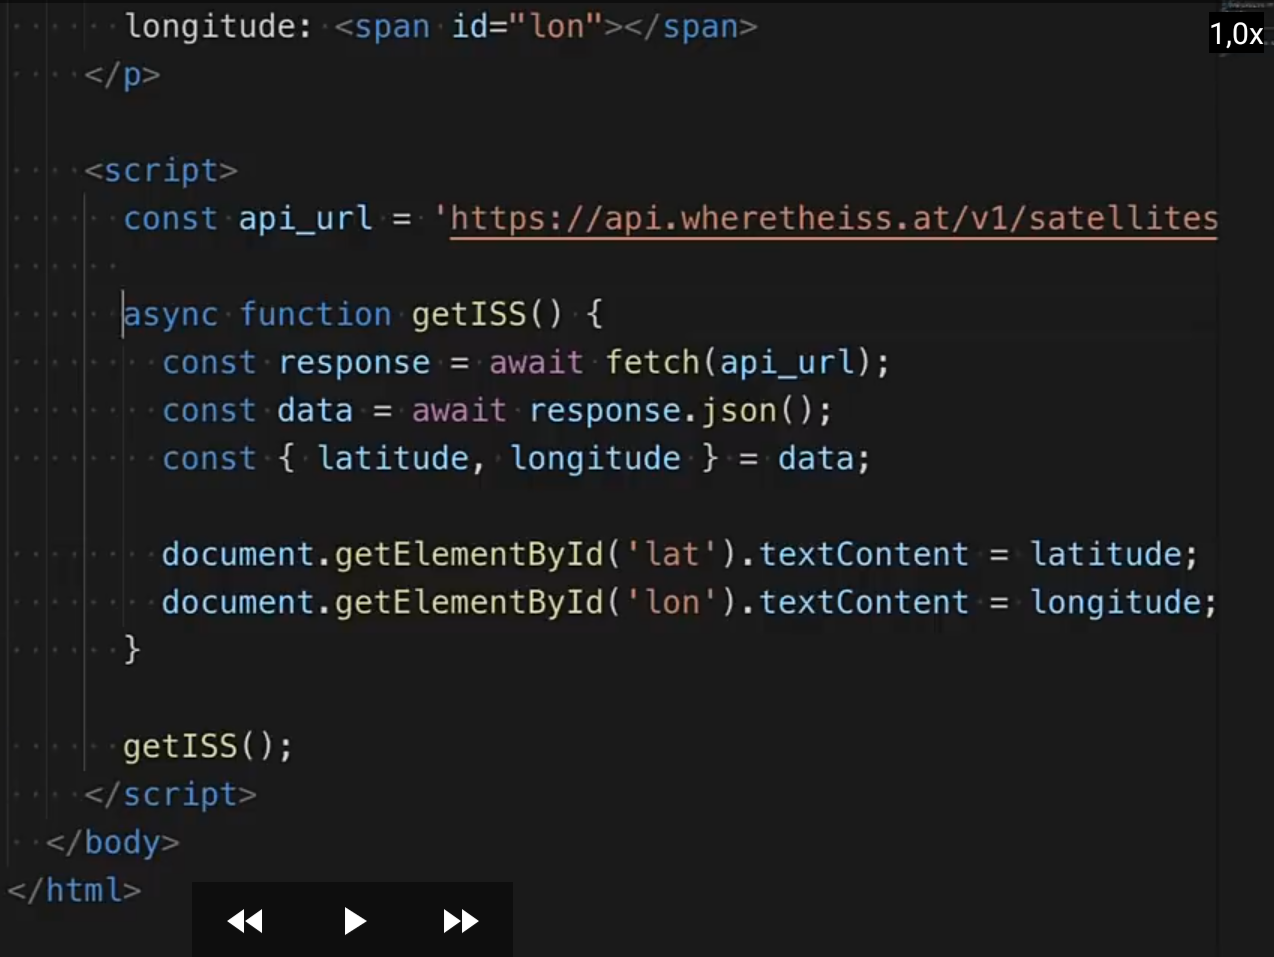 longitude: <span id="lon"></span>
1,0x
</p>
<script>
const api_url = 'https://api.wheretheiss.at/v1/satellites
async function getISS() {
const response = await fetch(api_url);
const data = await response.json();
const { latitude, longitude } = data;
document.getElementById('lat').textContent = latitude;
document.getElementById('lon').textContent = longitude;
}
getISS();
</script>
</body>
</html>